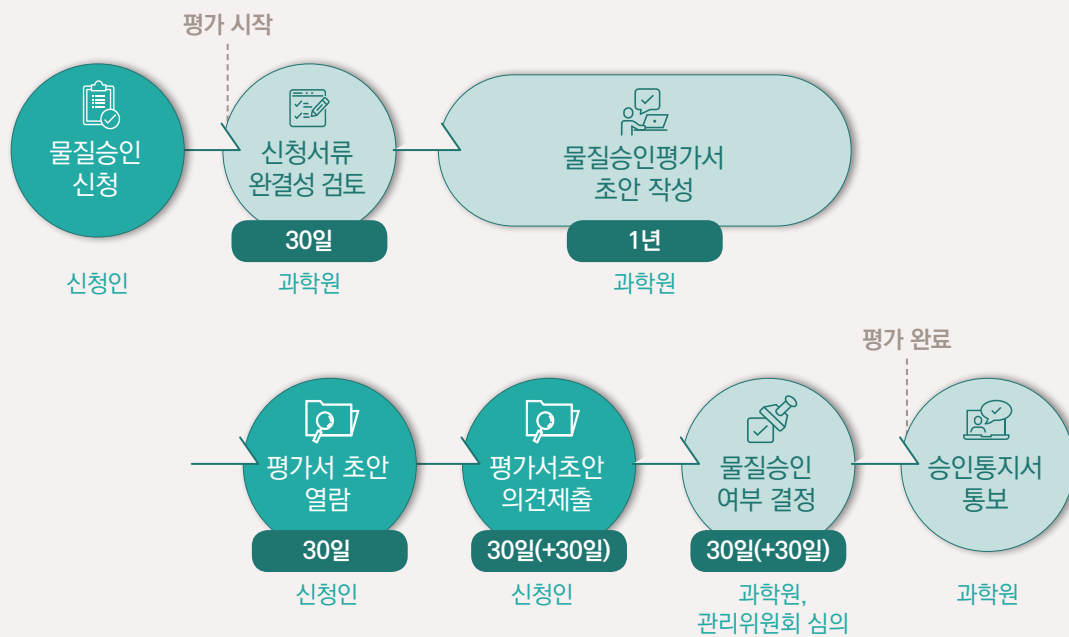 평가 시작
물질승인
신청
신청서류
완결성 검토
물질승인평가서
초안 작성
30일
1년
신청인
과학원
과학원
평가 완료
평가서 초안
열람
평가서초안
의견제출
물질승인
여부 결정
승인통지서
통보
30일
30일(+30일)
30일(+30일)
신청인
신청인
과학원,
관리위원회 심의
과학원